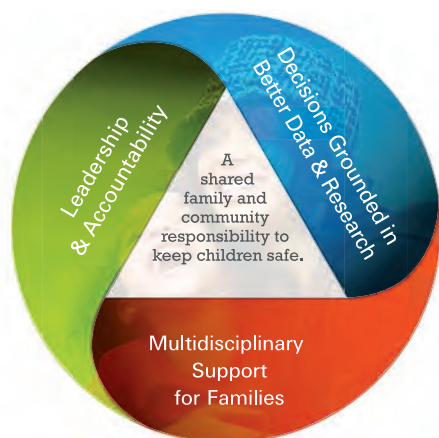 Leadership
& Accountability
Decisions Grounded in
Better Data & Research
A
shared
family and
community
responsibility to
keep children safe.
Multidisciplinary
Support
for Families